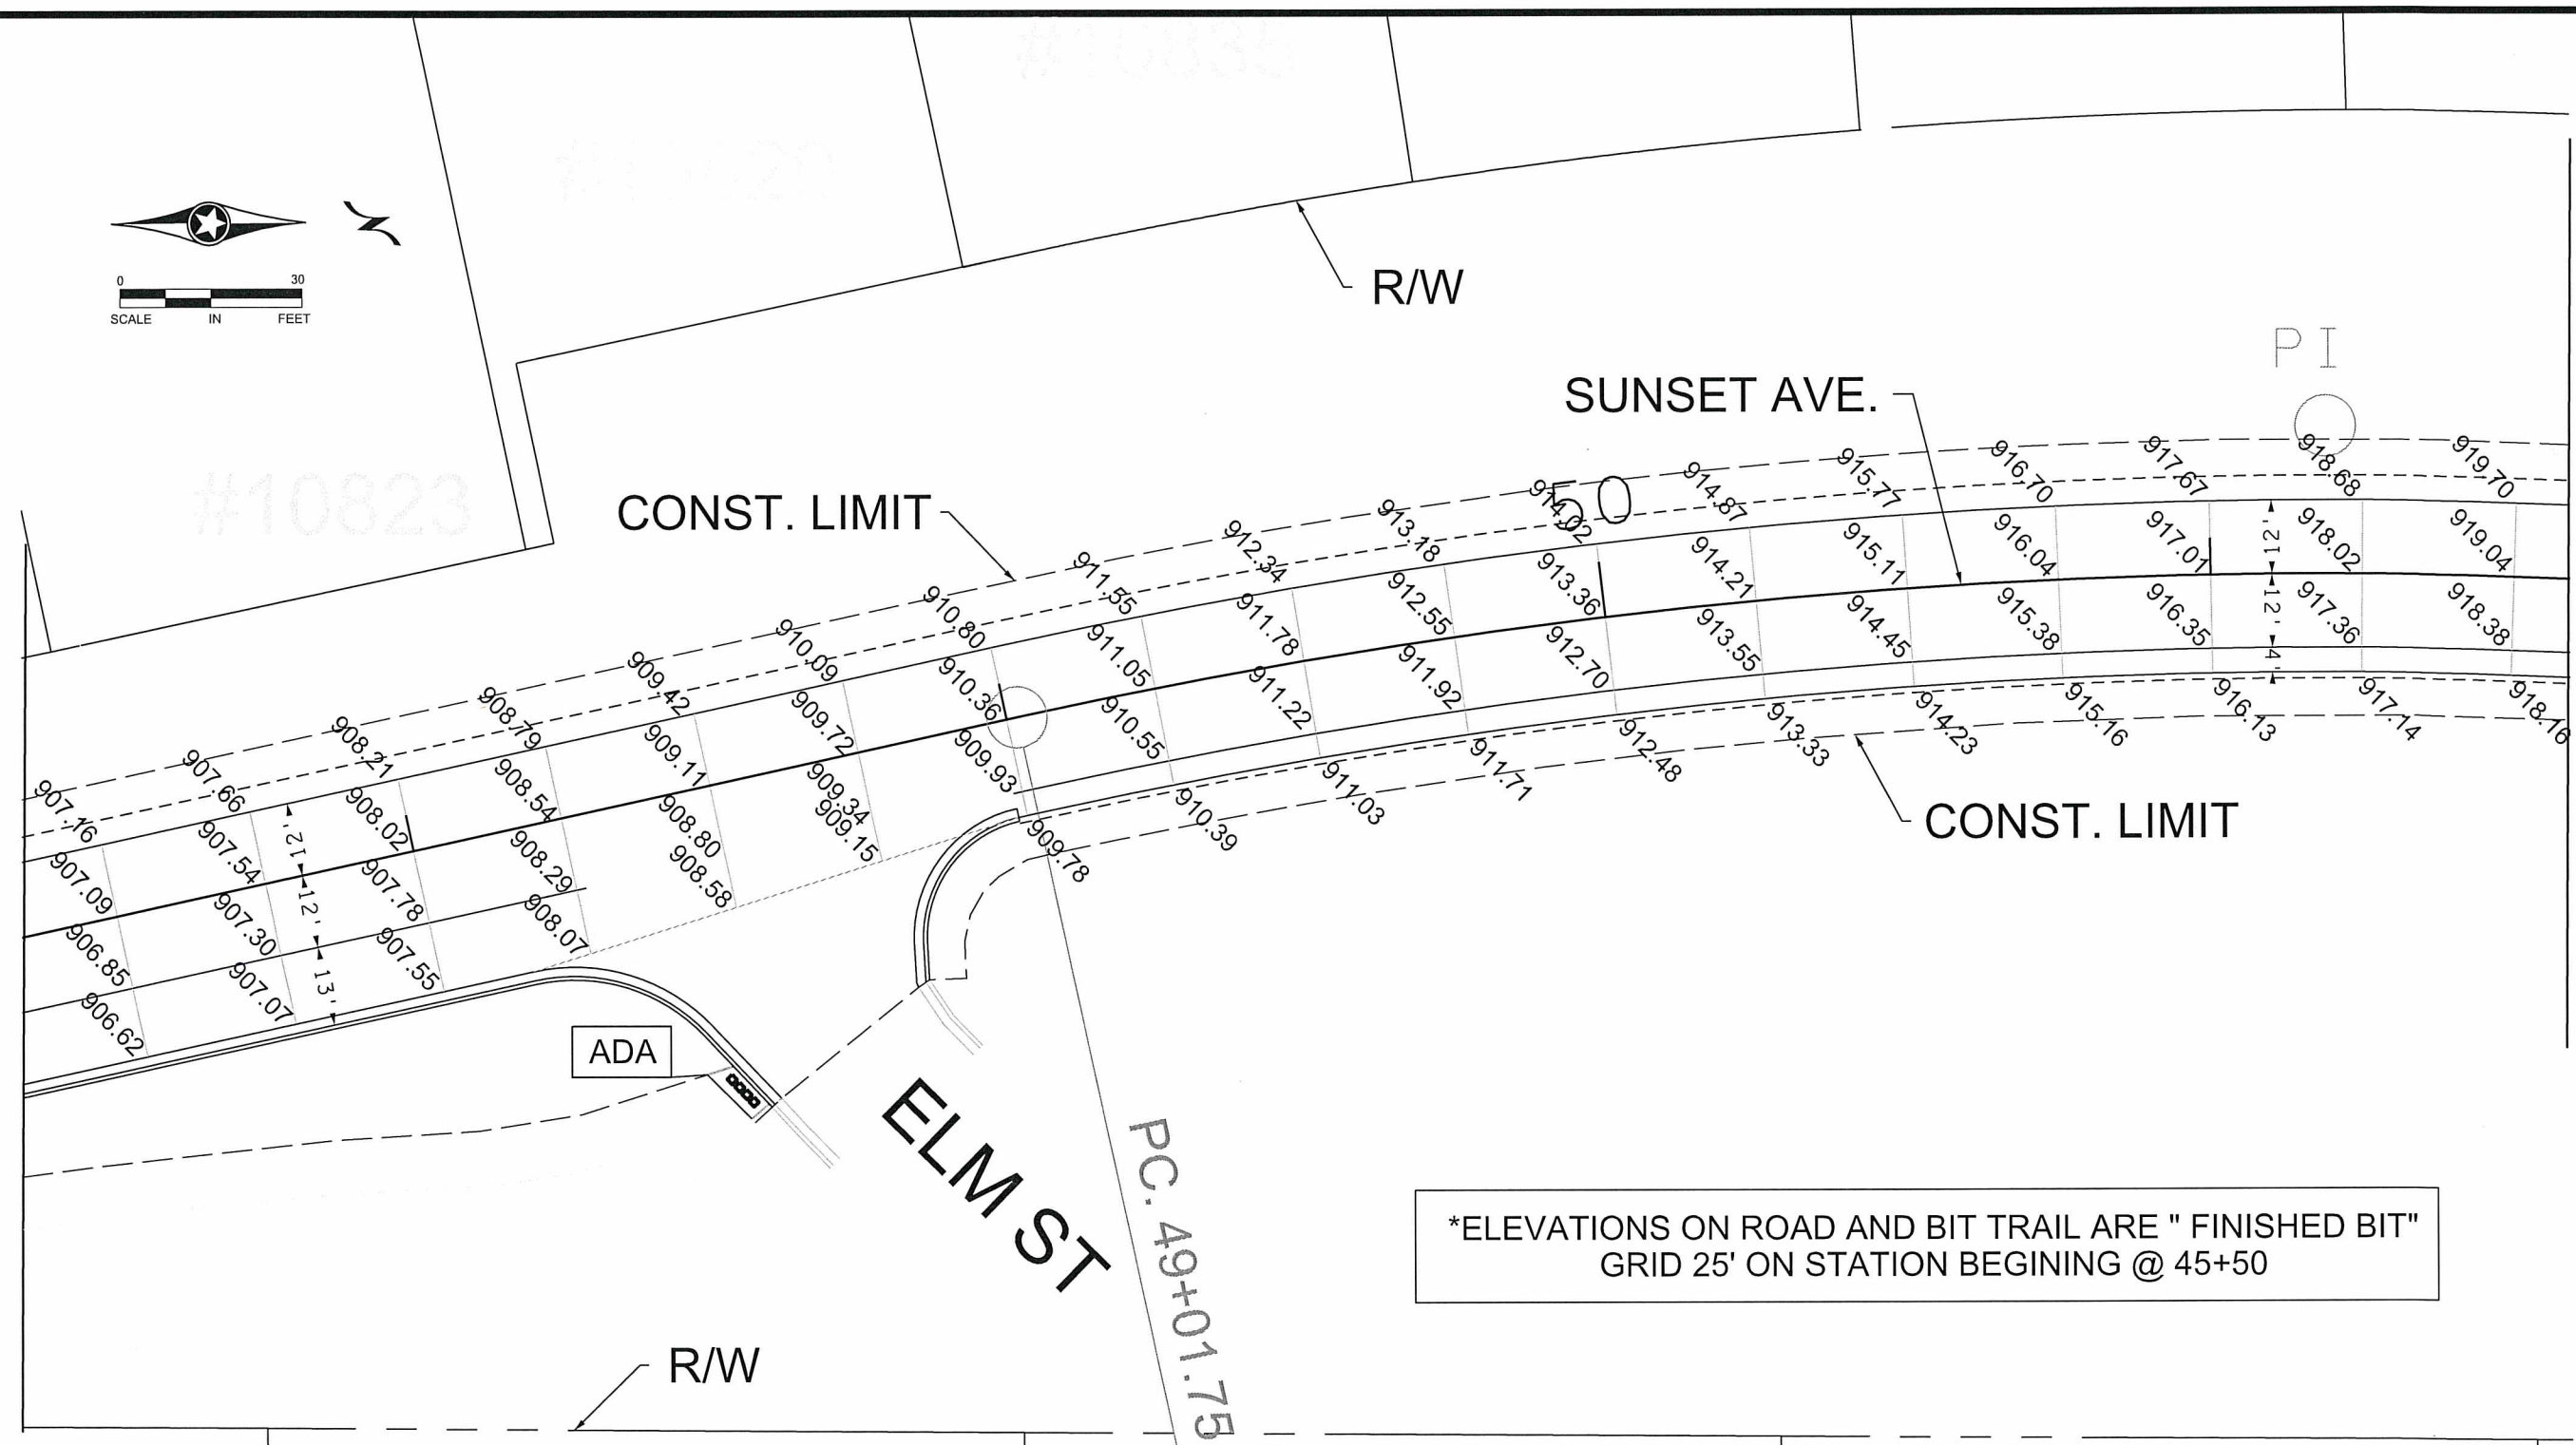 #10835
#10823
0 30
SCALE IN FEET
R/W
PI
SUNSET AVE.
CONST. LIMIT
50
907.16 907.66 908.21 908.79 909.42 910.09 910.80 911.55 912.34 913.18 914.02 914.87 915.77 916.70 917.67 918.68 919.70
907.09 907.54 908.02 908.54 909.11 909.72 910.36 911.05 911.78 912.55 913.36 914.21 915.11 916.04 917.01 918.02 919.04
906.85 907.30 907.78 908.29 908.80 909.34 909.93 910.55 911.22 911.92 912.70 913.55 914.45 915.38 916.35 917.36 918.38
906.62 907.07 907.55 908.07 908.58 909.15 909.78 910.39 911.03 911.71 912.48 913.33 914.23 915.16 916.13 917.14 918.16
12'
12'
13'
12'
12'
4'
CONST. LIMIT
ADA
ELM ST
PC. 49+01.75
*ELEVATIONS ON ROAD AND BIT TRAIL ARE " FINISHED BIT"
GRID 25' ON STATION BEGINING @ 45+50
R/W